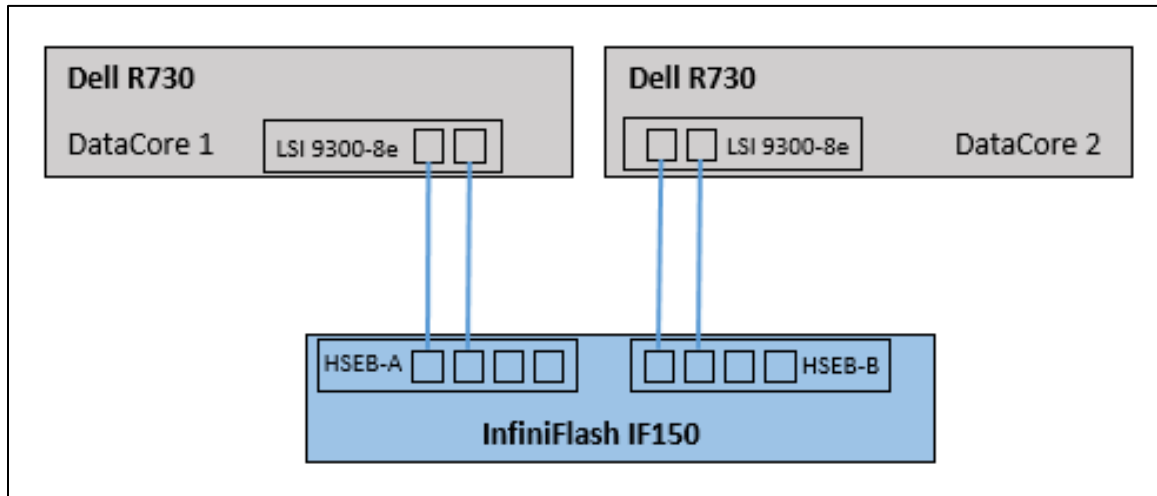 Dell R730
DataCore 1
LSI 9300-8e
Dell R730
LSI 9300-8e
DataCore 2
HSEB-A
HSEB-B
InfiniFlash IF150